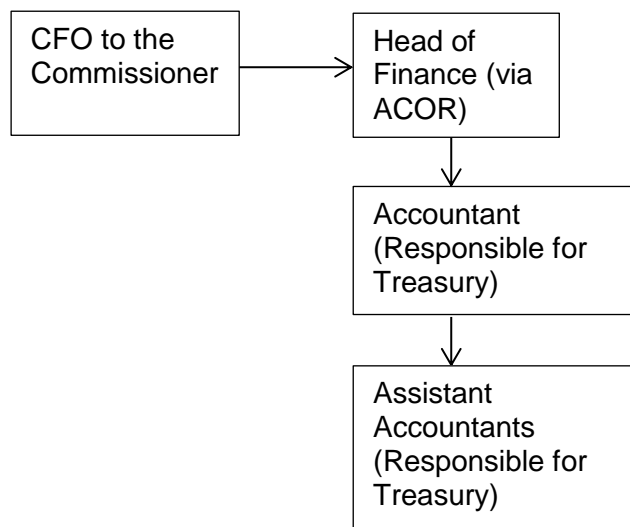 CFO to the
Commissioner
Head of
Finance (via
ACOR)
Accountant
(Responsible for
Treasury)
Assistant
Accountants
(Responsible for
Treasury)